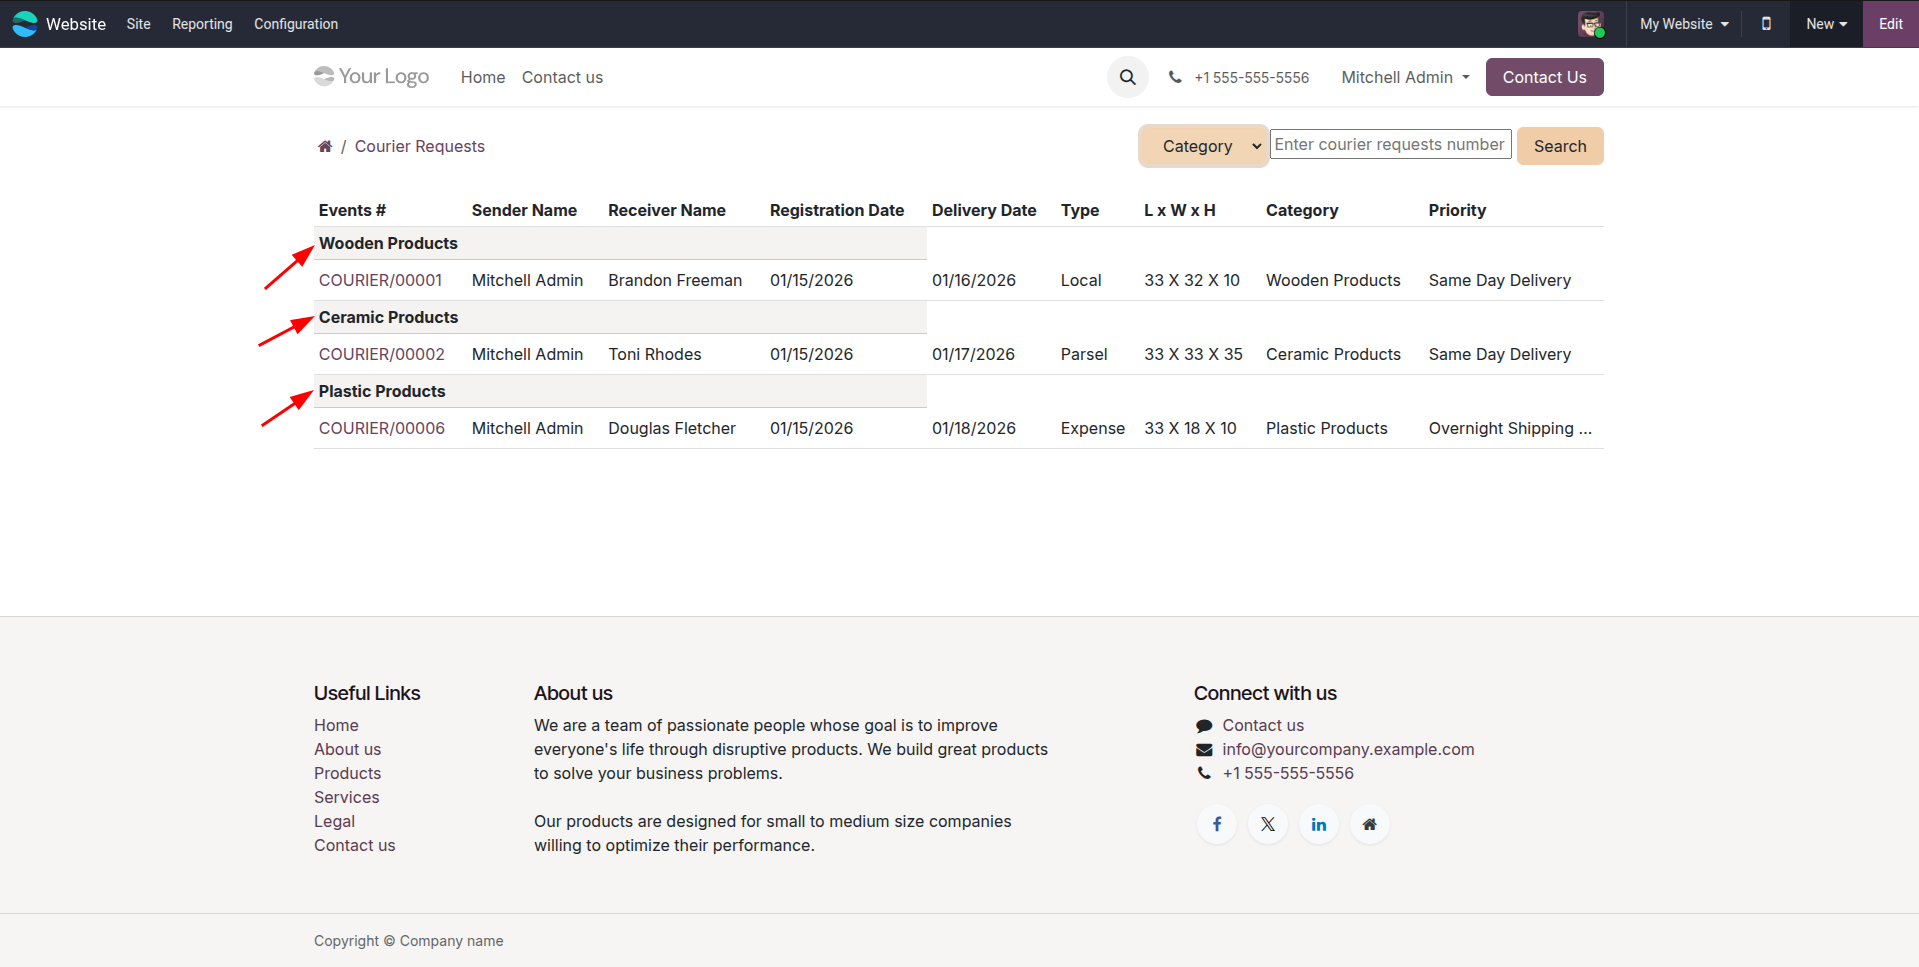 Website Site Reporting Configuration My Website New Edit
Your Logo Home Contact us +1 555-555-5556 Mitchell Admin Contact Us
/ Courier Requests Category Enter courier requests number Search
Events # Sender Name Receiver Name Registration Date Delivery Date Type L x W x H Category Priority
Wooden Products
COURIER/00001 Mitchell Admin Brandon Freeman 01/15/2026 01/16/2026 Local 33 X 32 X 10 Wooden Products Same Day Delivery
Ceramic Products
COURIER/00002 Mitchell Admin Toni Rhodes 01/15/2026 01/17/2026 Parsel 33 X 33 X 35 Ceramic Products Same Day Delivery
Plastic Products
COURIER/00006 Mitchell Admin Douglas Fletcher 01/15/2026 01/18/2026 Expense 33 X 18 X 10 Plastic Products Overnight Shipping ...
Useful Links
Home
About us
Products
Services
Legal
Contact us
About us
We are a team of passionate people whose goal is to improve
everyone's life through disruptive products. We build great products
to solve your business problems.
Our products are designed for small to medium size companies
willing to optimize their performance.
Connect with us
Contact us
info@yourcompany.example.com
+1 555-555-5556
Copyright © Company name